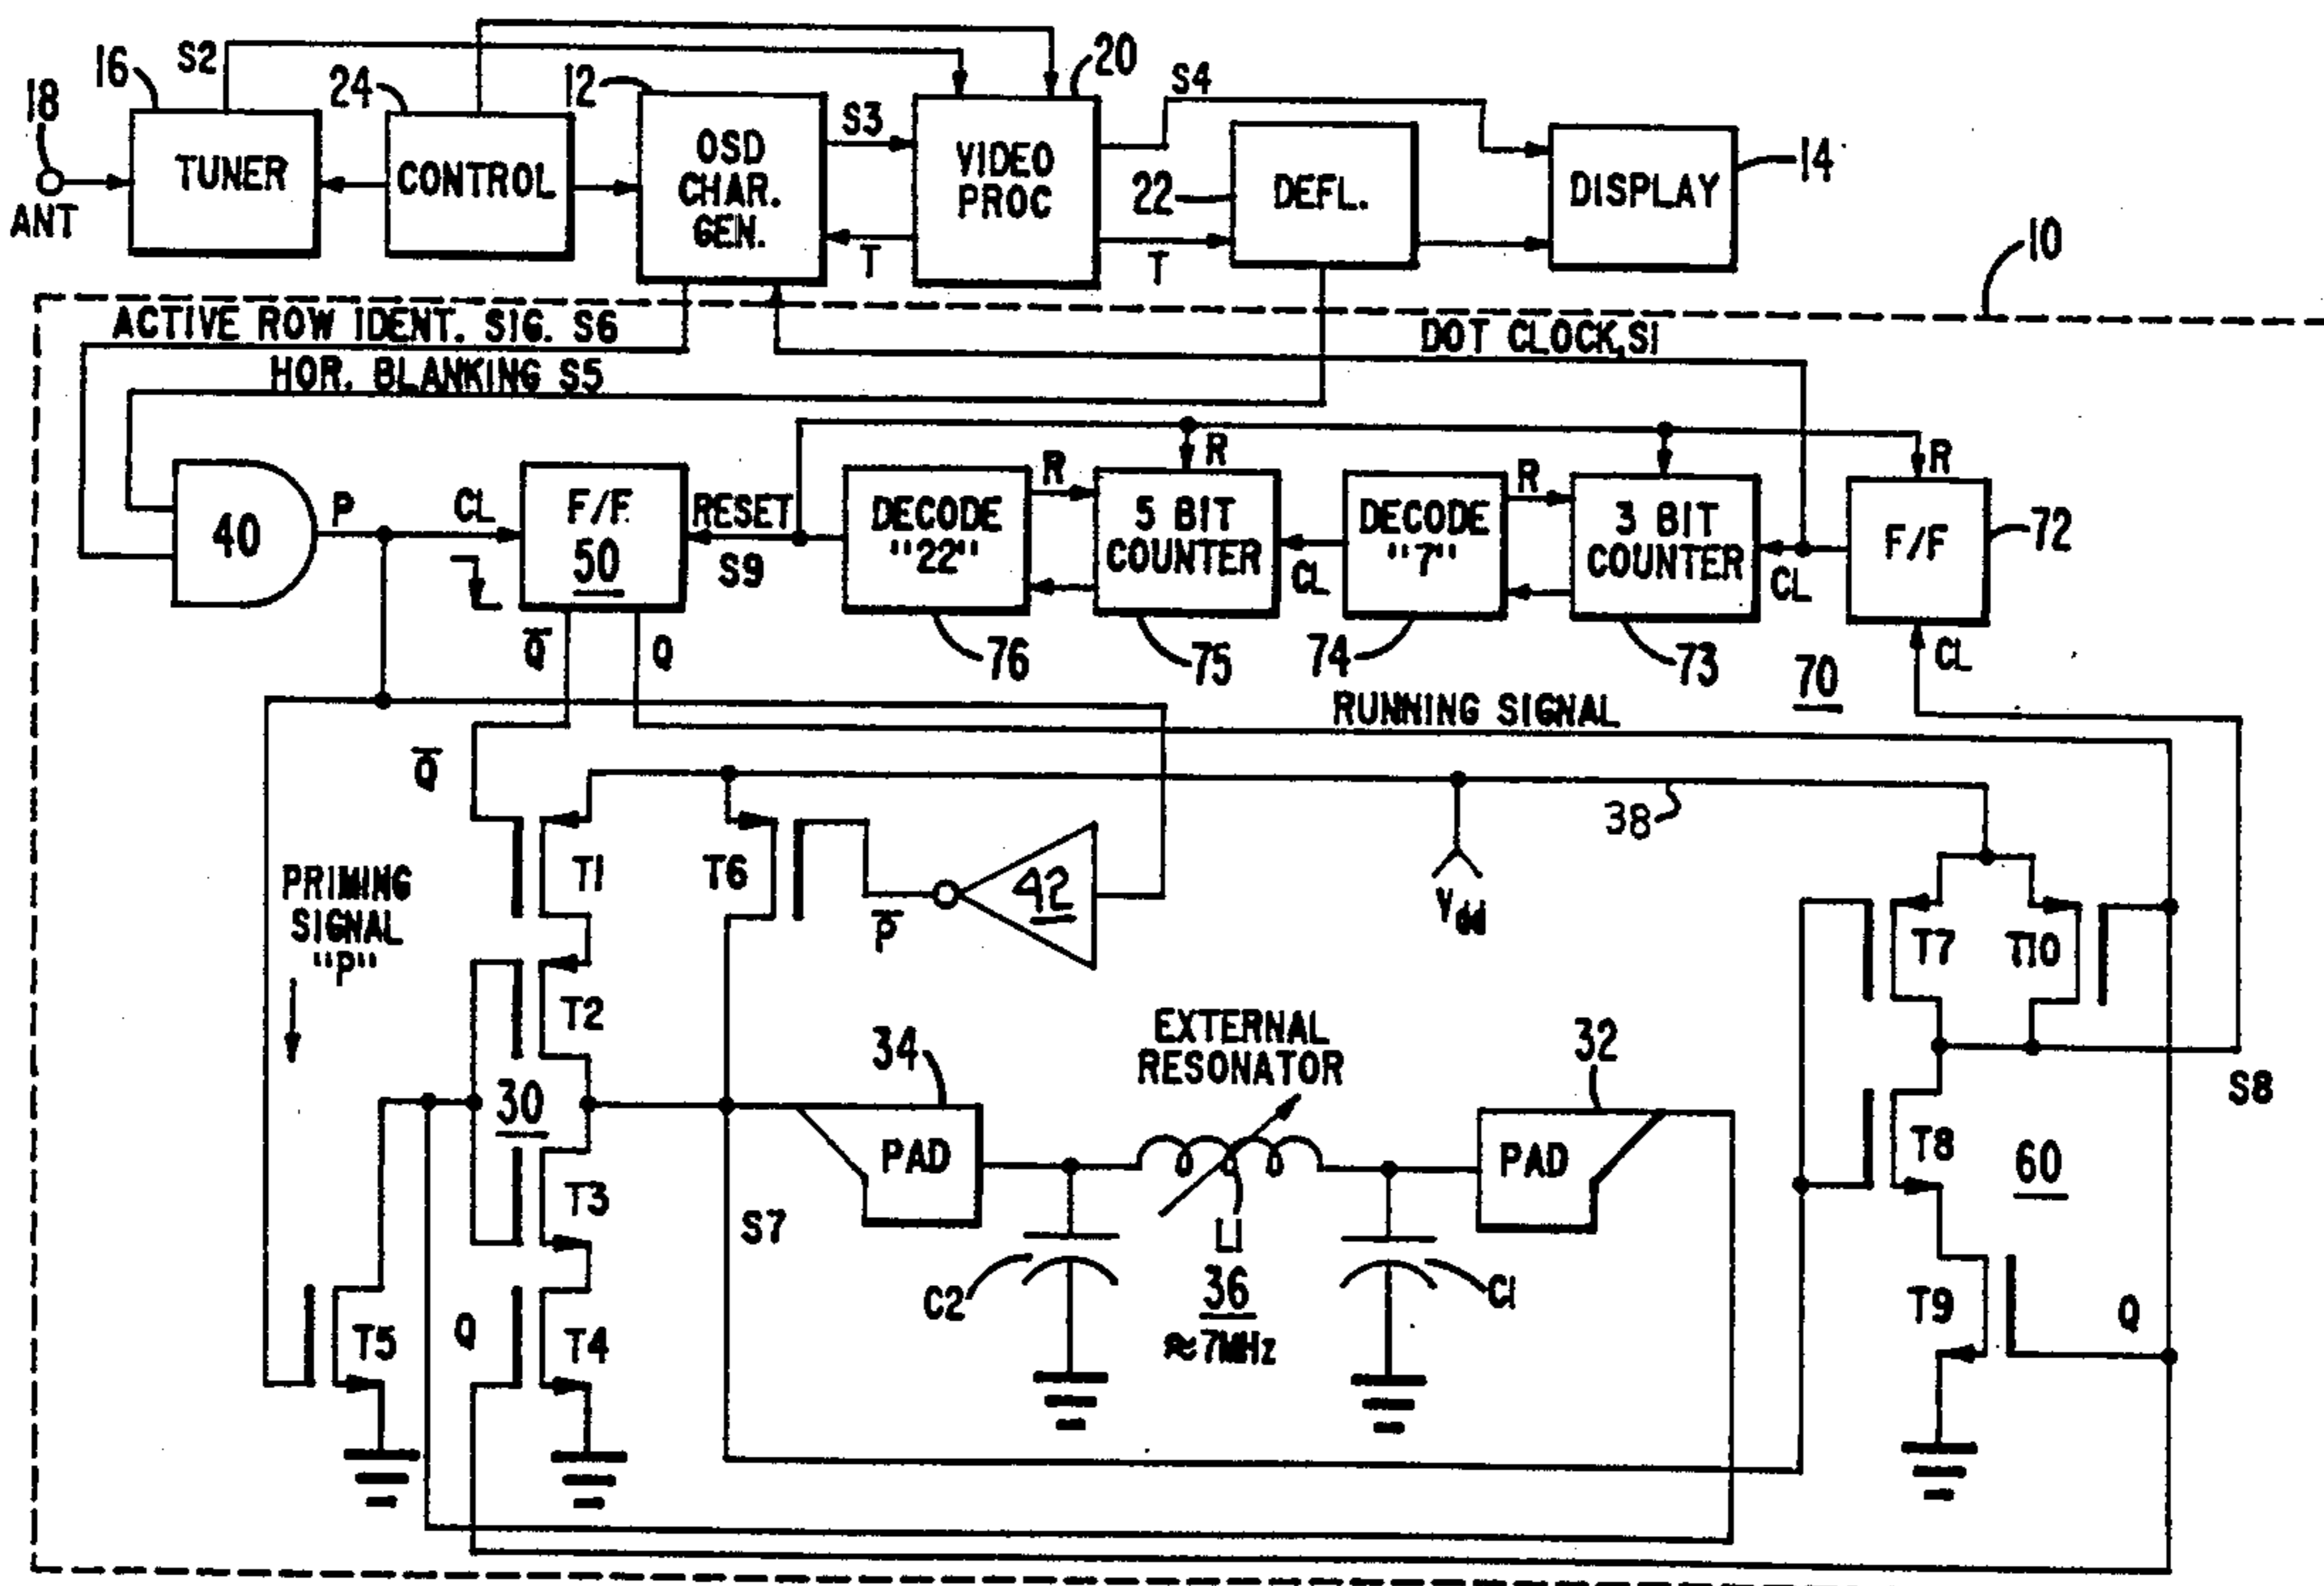 18
ANT
16
TUNER
S2
24
CONTROL
12
OSD
CHAR.
GEN.
S3
T
VIDEO
PROC
20
S4
T
22
DEFL.
DISPLAY
14
10
ACTIVE ROW IDENT. SIG. S6
HOR. BLANKING S5
DOT CLOCK, S1
40
P
CL
F/F
50
RESET
S9
DECODE
"22"
76
R
R
5 BIT
COUNTER
75
CL
DECODE
"7"
74
R
3 BIT
COUNTER
73
CL
R
F/F
72
CL
70
Q̅
Q
RUNNING SIGNAL
Q̅
PRIMING
SIGNAL
"P"
T1
T6
P̅
42
Vdd
38
T7
T10
T2
30
T3
34
PAD
EXTERNAL
RESONATOR
32
PAD
S8
T8
60
S7
C2
L1
36
≈7MHz
C1
T5
Q
T4
T9
Q